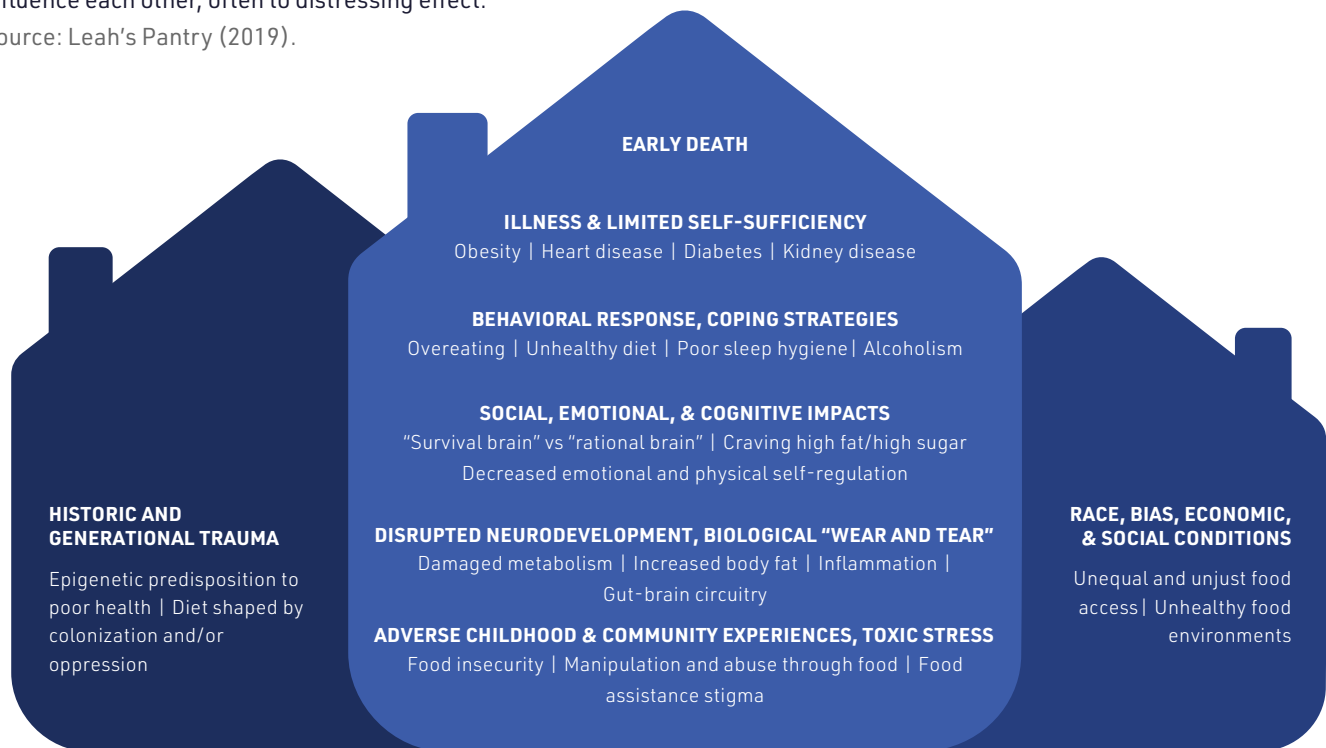 often to distressing effect.
Leah's Pantry (2019).
EARLY DEATH
ILLNESS & LIMITED SELF-SUFFICIENCY
Obesity | Heart disease | Diabetes | Kidney disease
BEHAVIORAL RESPONSE, COPING STRATEGIES
Overeating | Unhealthy diet | Poor sleep hygiene| Alcoholism
SOCIAL, EMOTIONAL, & COGNITIVE IMPACTS
“Survival brain” vs “rational brain” | Craving high fat/high sugar
Decreased emotional and physical self-regulation
DISRUPTED NEURODEVELOPMENT, BIOLOGICAL “WEAR AND TEAR”
Damaged metabolism | Increased body fat | Inflammation |
Gut-brain circuitry
ADVERSE CHILDHOOD & COMMUNITY EXPERIENCES, TOXIC STRESS
Food insecurity | Manipulation and abuse through food | Food
assistance stigma
HISTORIC AND
GENERATIONAL TRAUMA
Epigenetic predisposition to
poor health | Diet shaped by
colonization and/or
oppression
RACE, BIAS, ECONOMIC,
& SOCIAL CONDITIONS
Unequal and unjust food
access| Unhealthy food
environments